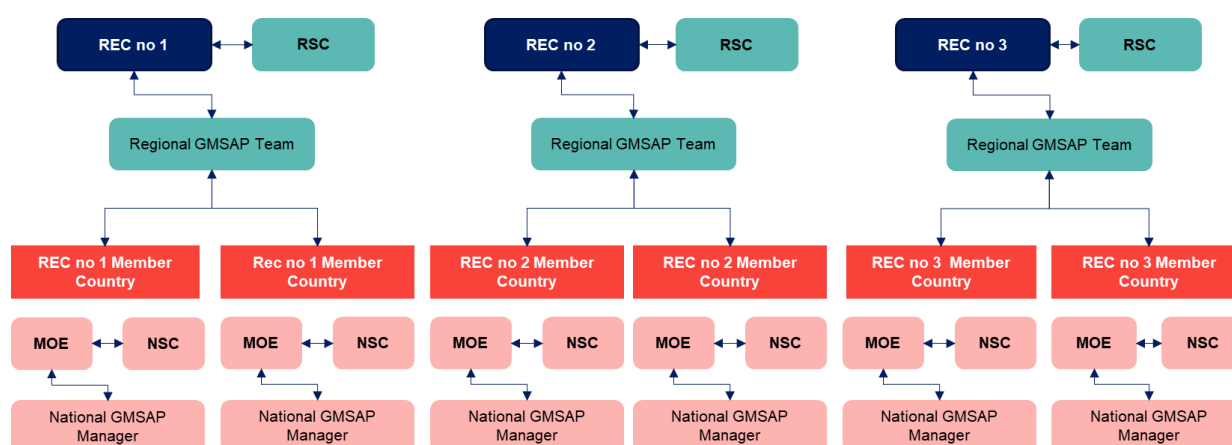 REC no 1
RSC
REC no 2
RSC
REC no 3
RSC
Regional GMSAP Team
Regional GMSAP Team
Regional GMSAP Team
REC no 1 Member
Country
Rec no 1 Member
Country
REC no 2 Member
Country
REC no 2 Member
Country
REC no 3 Member
Country
REC no 3 Member
Country
MOE
NSC
MOE
NSC
MOE
NSC
MOE
NSC
MOE
NSC
MOE
NSC
National GMSAP
Manager
National GMSAP
Manager
National GMSAP
Manager
National GMSAP
Manager
National GMSAP
Manager
National GMSAP
Manager